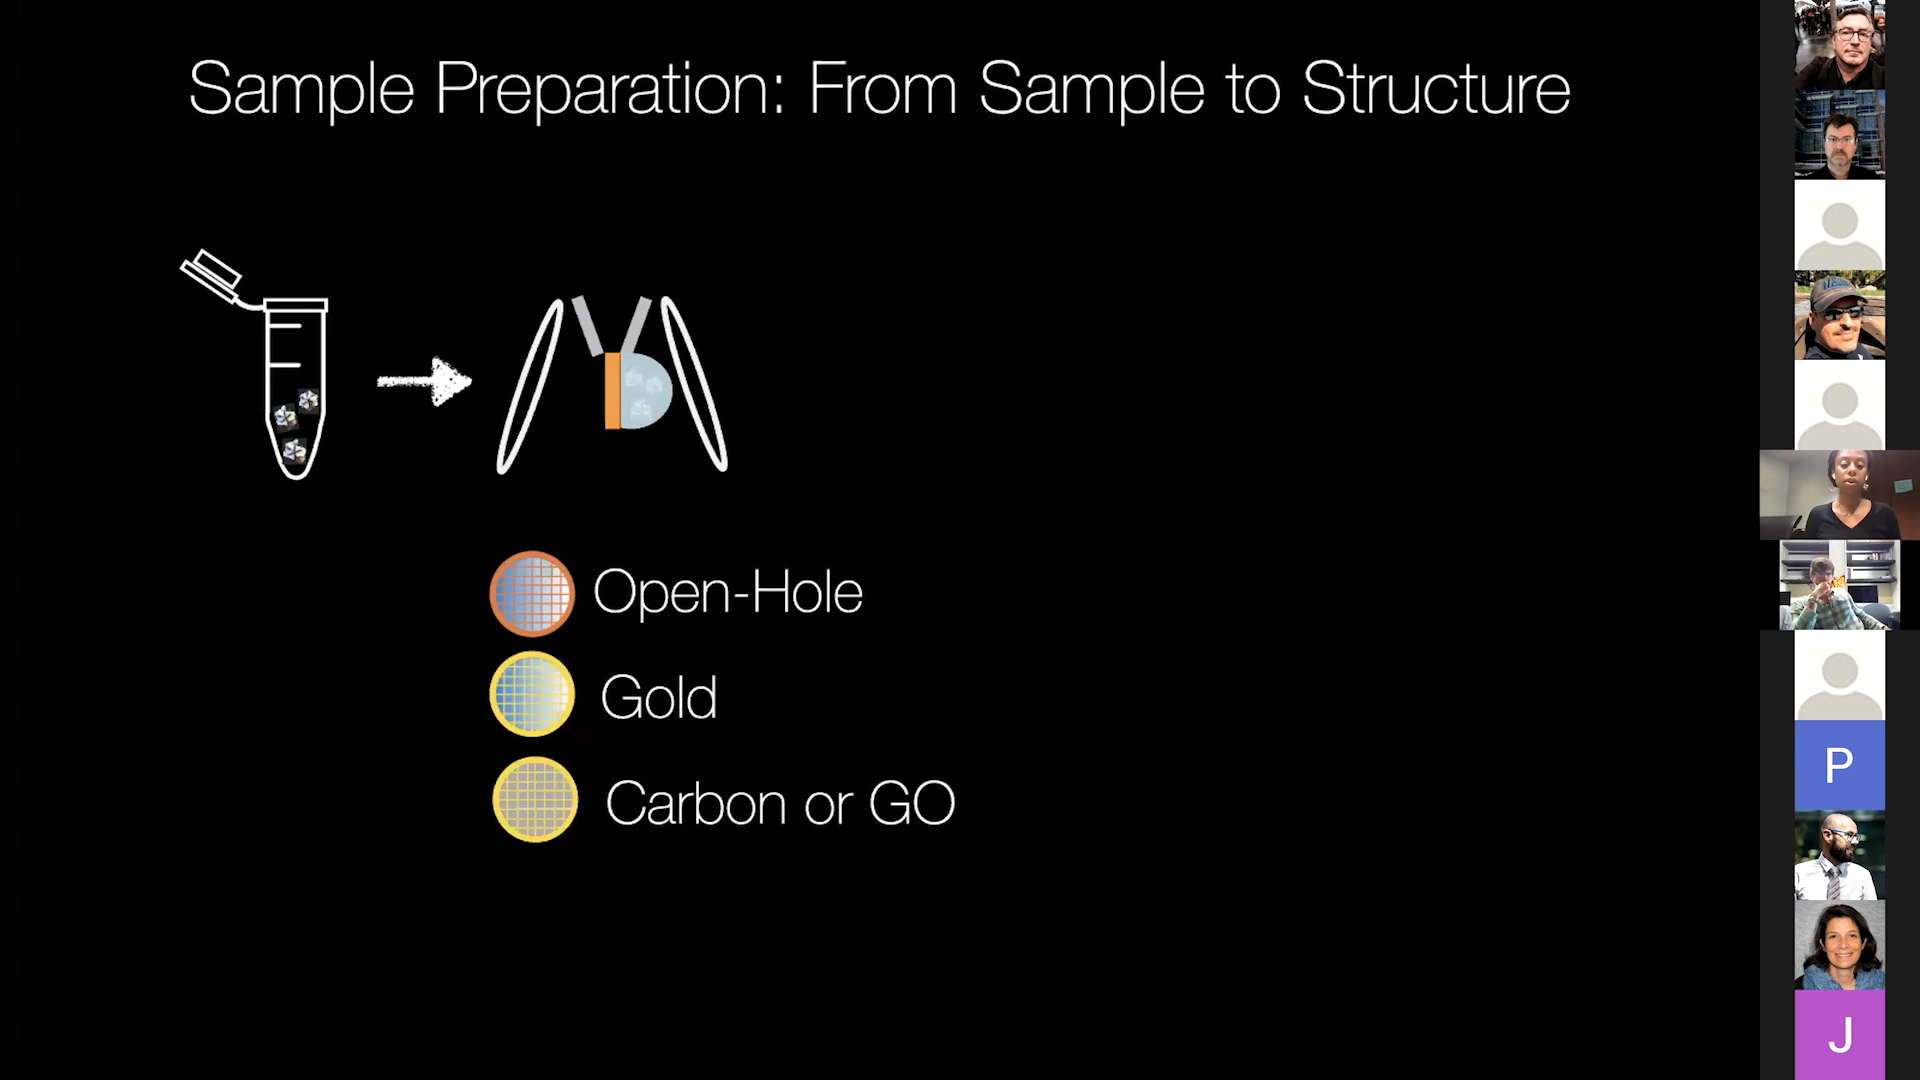 Sample Preparation: From Sample to Structure
Open-Hole
Gold
Carbon or GO
P
J